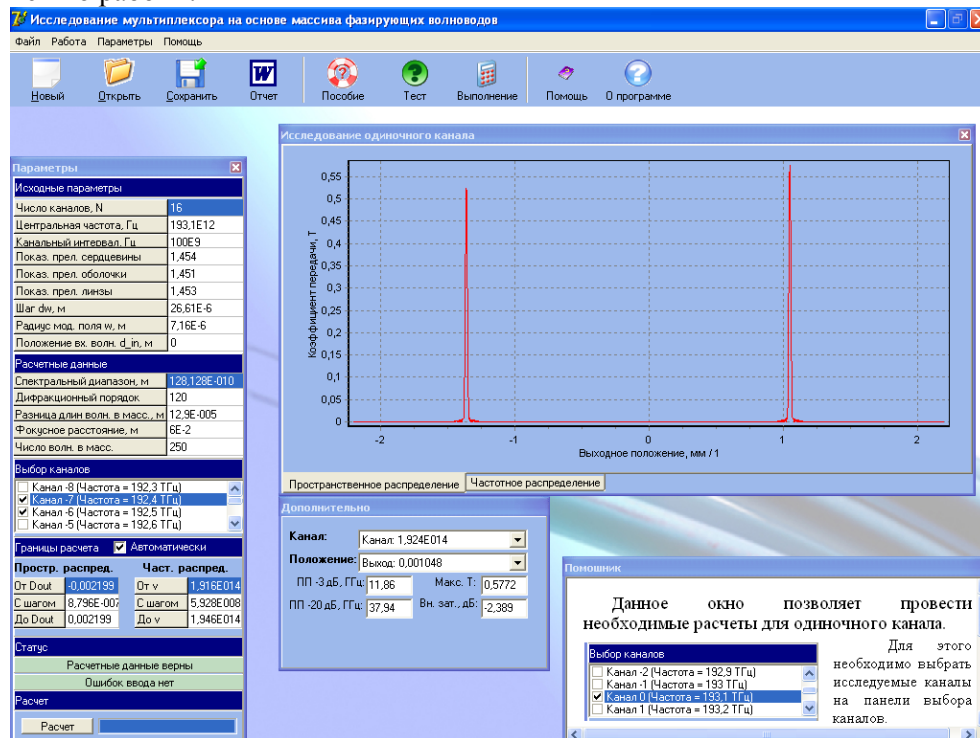 Исследование мультиплексора на основе массива фазирующих волноводов
Файл Работа Параметры Помощь
Новый Открыть Сохранить Отчет Пособие Тест Выполнение Помощь О программе
Параметры
Исходные параметры
Число каналов, N 16
Центральная частота, Гц 193,1E12
Канальный интервал, Гц 100E9
Показ. прел. сердцевины 1,454
Показ. прел. оболочки 1,451
Показ. прел. линзы 1,453
Шаг dw, м 26,61E-6
Радиус мод. поля w, м 7,16E-6
Положение вх. волн. d_in, м 0
Расчетные данные
Спектральный диапазон, м 128,128E-010
Дифракционный порядок 120
Разница длин волн. в масс., м 12,9E-005
Фокусное расстояние, м 6E-2
Число волн. в масс. 250
Выбор каналов
Канал -8 (Частота = 192,3 ТГц)
Канал -7 (Частота = 192,4 ТГц)
Канал -6 (Частота = 192,5 ТГц)
Канал -5 (Частота = 192,6 ТГц)
Границы расчета Автоматически
Простр. распред. Част. распред.
От Dout -0,002199 От v 1,916E014
С шагом 8,796E-007 С шагом 5,928E008
До Dout 0,002199 До v 1,946E014
Статус
Расчетные данные верны
Ошибок ввода нет
Расчет
Расчет
Исследование одиночного канала
Коэффициент передачи, Т
0,55
0,5
0,45
0,4
0,35
0,3
0,25
0,2
0,15
0,1
0,05
0
-2 -1 0 1 2
Выходное положение, мм / 1
Пространственное распределение Частотное распределение
Дополнительно
Канал: Канал: 1,924E014
Положение: Выход: 0,001048
ПП -3 дБ, ГГц: 11,86 Макс. Т: 0,5772
ПП -20 дБ, ГГц: 37,94 Вн. зат., дБ: -2,389
Помошник
Данное окно позволяет провести
необходимые расчеты для одиночного канала.
Выбор каналов
Канал -2 (Частота = 192,9 ТГц)
Канал -1 (Частота = 193 ТГц)
Канал 0 (Частота = 193,1 ТГц)
Канал 1 (Частота = 193,2 ТГц)
Для этого
необходимо выбрать
исследуемые каналы
на панели выбора
каналов.